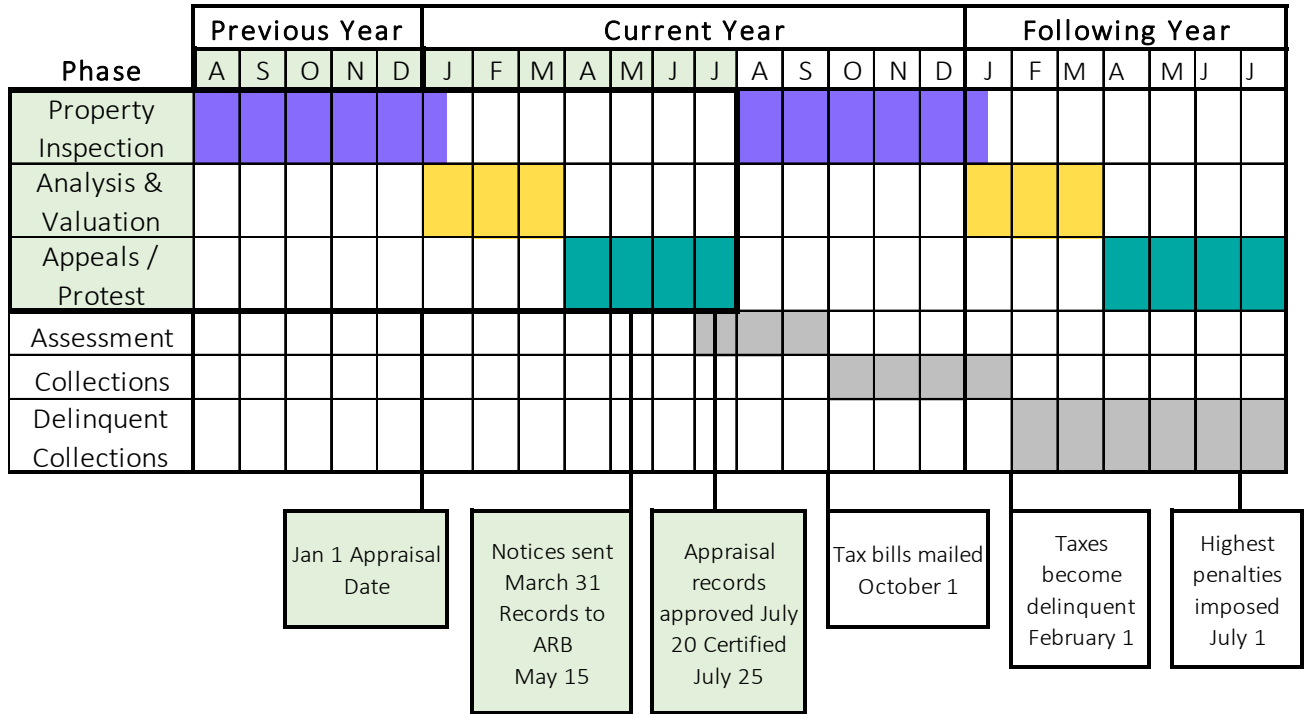 Previous Year Current Year Following Year
Phase A S O N D J F M A M J J A S O N D J F M A M J J
Property
Inspection
Analysis &
Valuation
Appeals /
Protest
Assessment
Collections
Delinquent
Collections
Jan 1 Appraisal
Date
Notices sent
March 31
Records to
ARB
May 15
Appraisal
records
approved July
20 Certified
July 25
Tax bills mailed
October 1
Taxes
become
delinquent
February 1
Highest
penalties
imposed
July 1